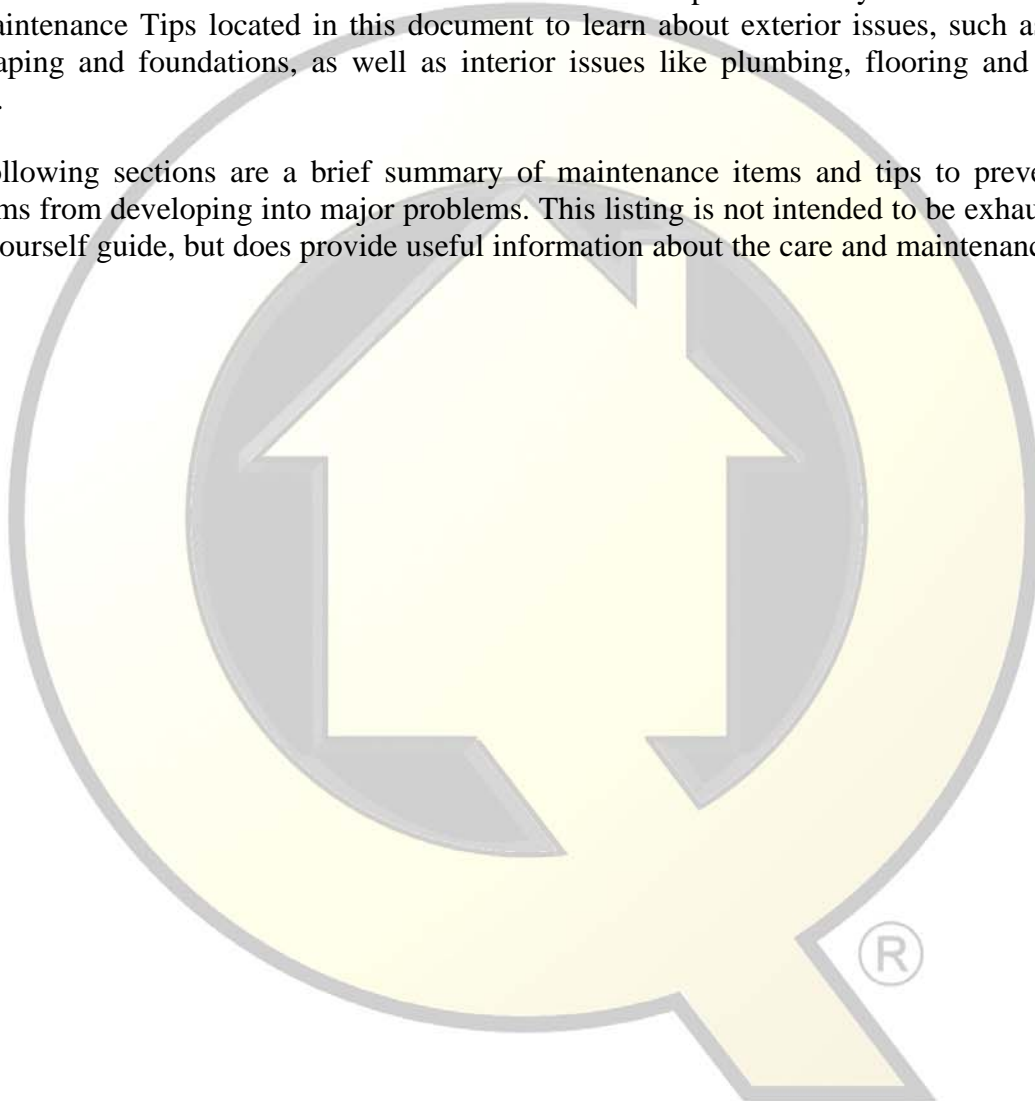 aintenance Tips located in this document to learn about exterior issues, such as
aping and foundations, as well as interior issues like plumbing, flooring and
.
ollowing sections are a brief summary of maintenance items and tips to preve
ms from developing into major problems. This listing is not intended to be exhau
ourself guide, but does provide useful information about the care and maintenanc
®